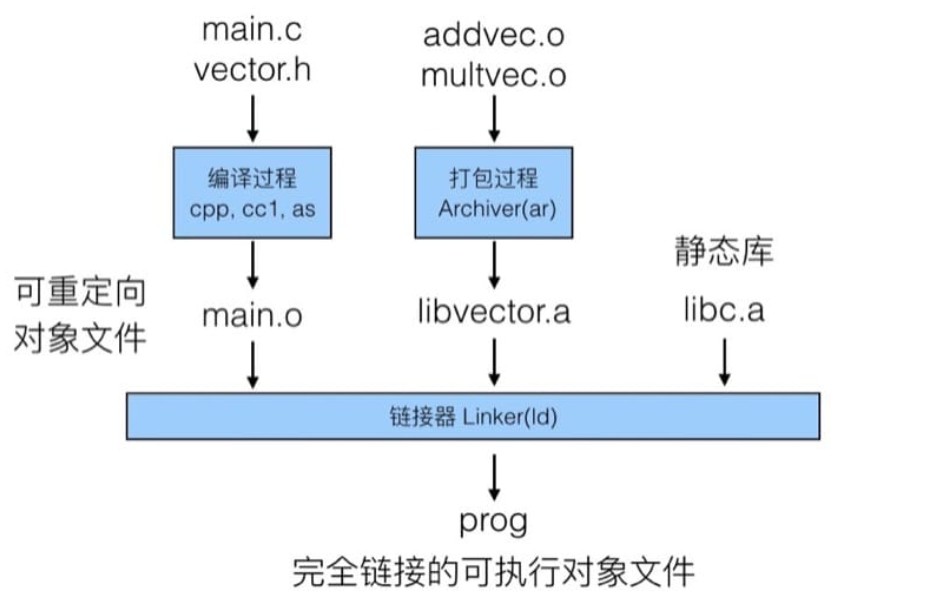 main.c
vector.h
addvec.o
multvec.o
编译过程
cpp, cc1, as
打包过程
Archiver(ar)
静态库
可重定向
对象文件
main.o
libvector.a
libc.a
链接器 Linker(ld)
prog
完全链接的可执行对象文件